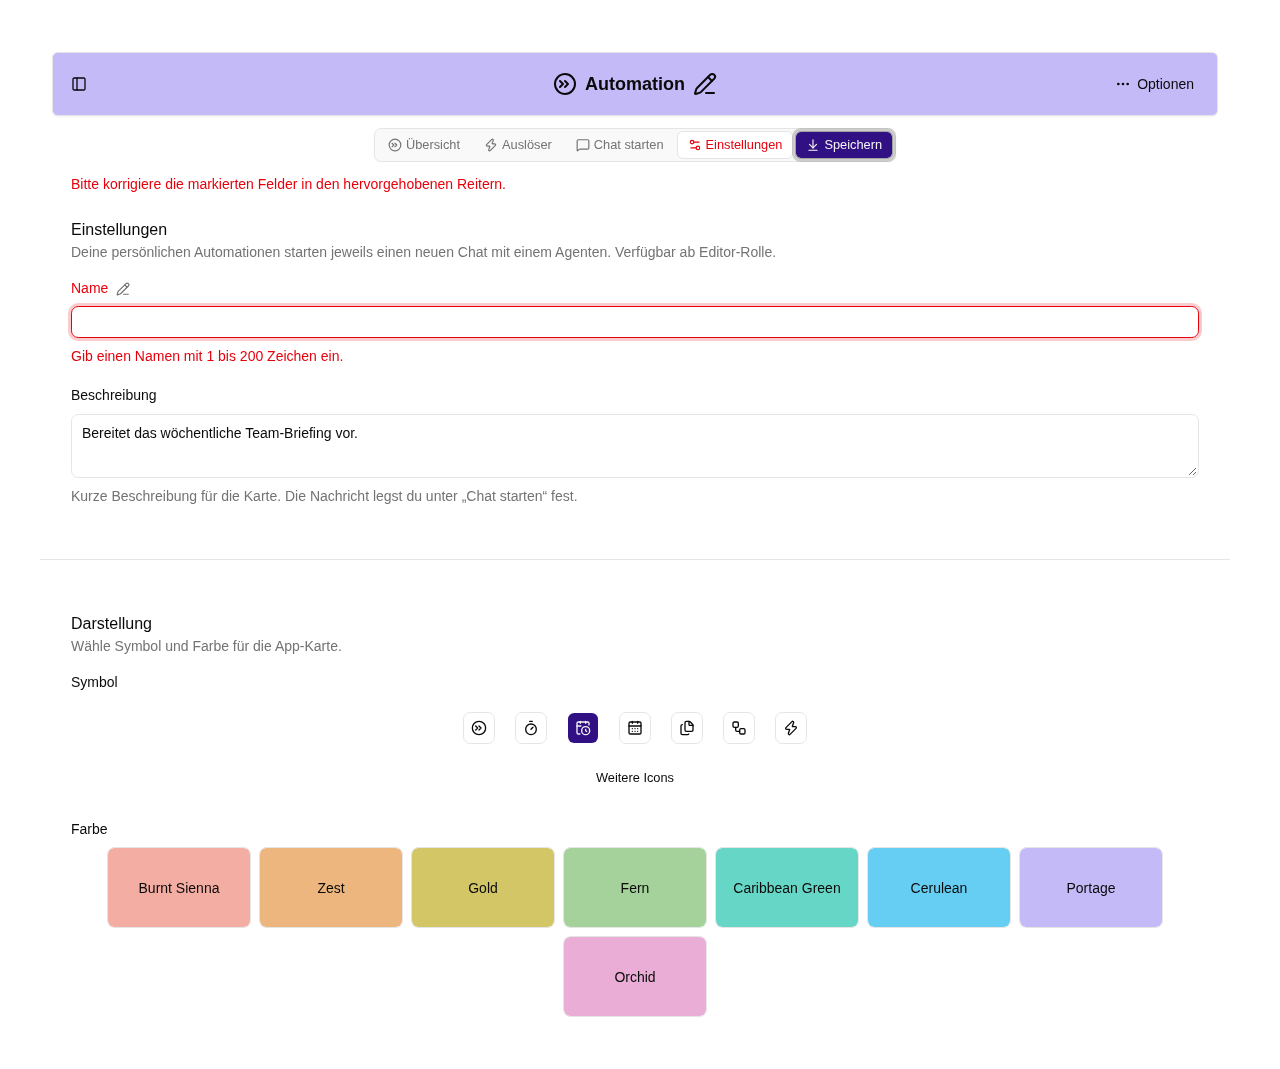 Automation
Optionen
Übersicht
Auslöser
Chat starten
Einstellungen
Speichern
Bitte korrigiere die markierten Felder in den hervorgehobenen Reitern.
Einstellungen
Deine persönlichen Automationen starten jeweils einen neuen Chat mit einem Agenten. Verfügbar ab Editor-Rolle.
Name
Gib einen Namen mit 1 bis 200 Zeichen ein.
Beschreibung
Bereitet das wöchentliche Team-Briefing vor.
Kurze Beschreibung für die Karte. Die Nachricht legst du unter „Chat starten“ fest.
Darstellung
Wähle Symbol und Farbe für die App-Karte.
Symbol
Weitere Icons
Farbe
Burnt Sienna
Zest
Gold
Fern
Caribbean Green
Cerulean
Portage
Orchid